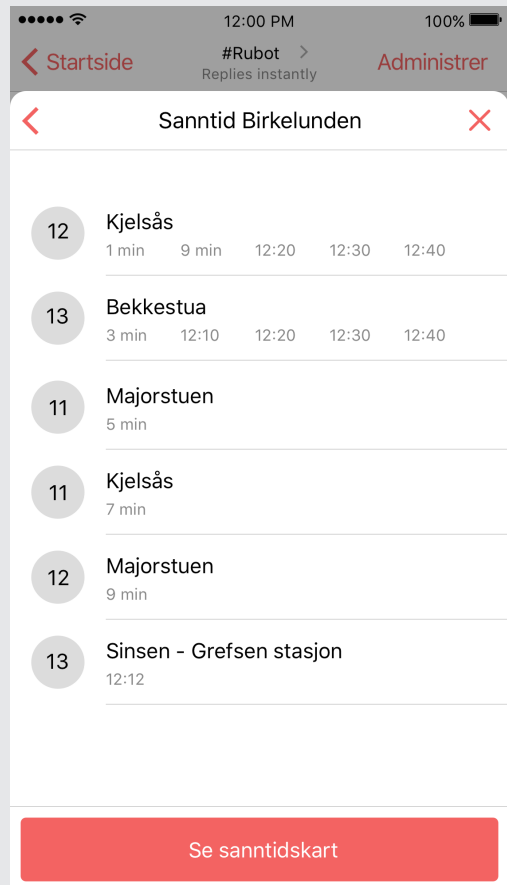 12:00 PM 100%
Startside #Rubot Administrer
Replies instantly
Sanntid Birkelunden
12 Kjelsås
1 min 9 min 12:20 12:30 12:40
13 Bekkestua
3 min 12:10 12:20 12:30 12:40
11 Majorstuen
5 min
11 Kjelsås
7 min
12 Majorstuen
9 min
13 Sinsen - Grefsen stasjon
12:12
Se sanntidskart